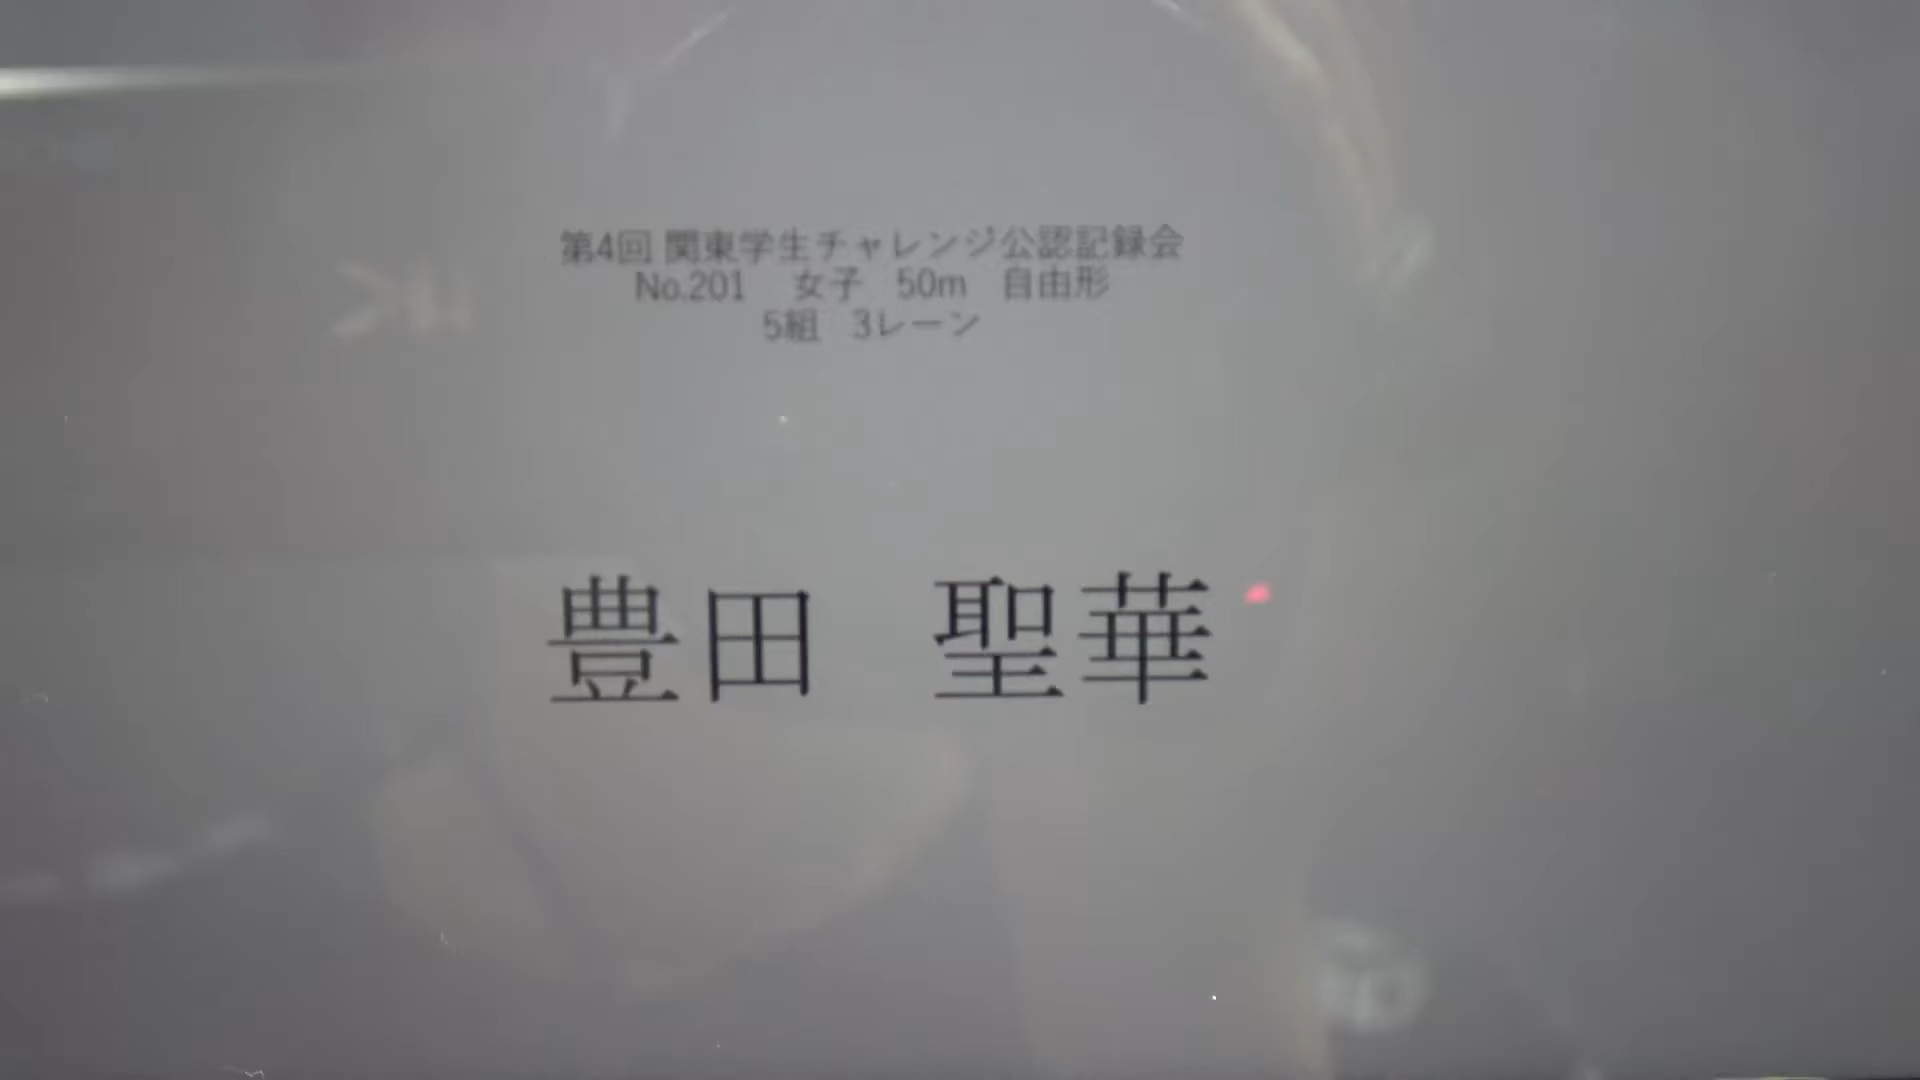 第4回 関東学生チャレンジ公認記録会
No.201 女子 50m 自由形
5組 3レーン
豊田 聖華